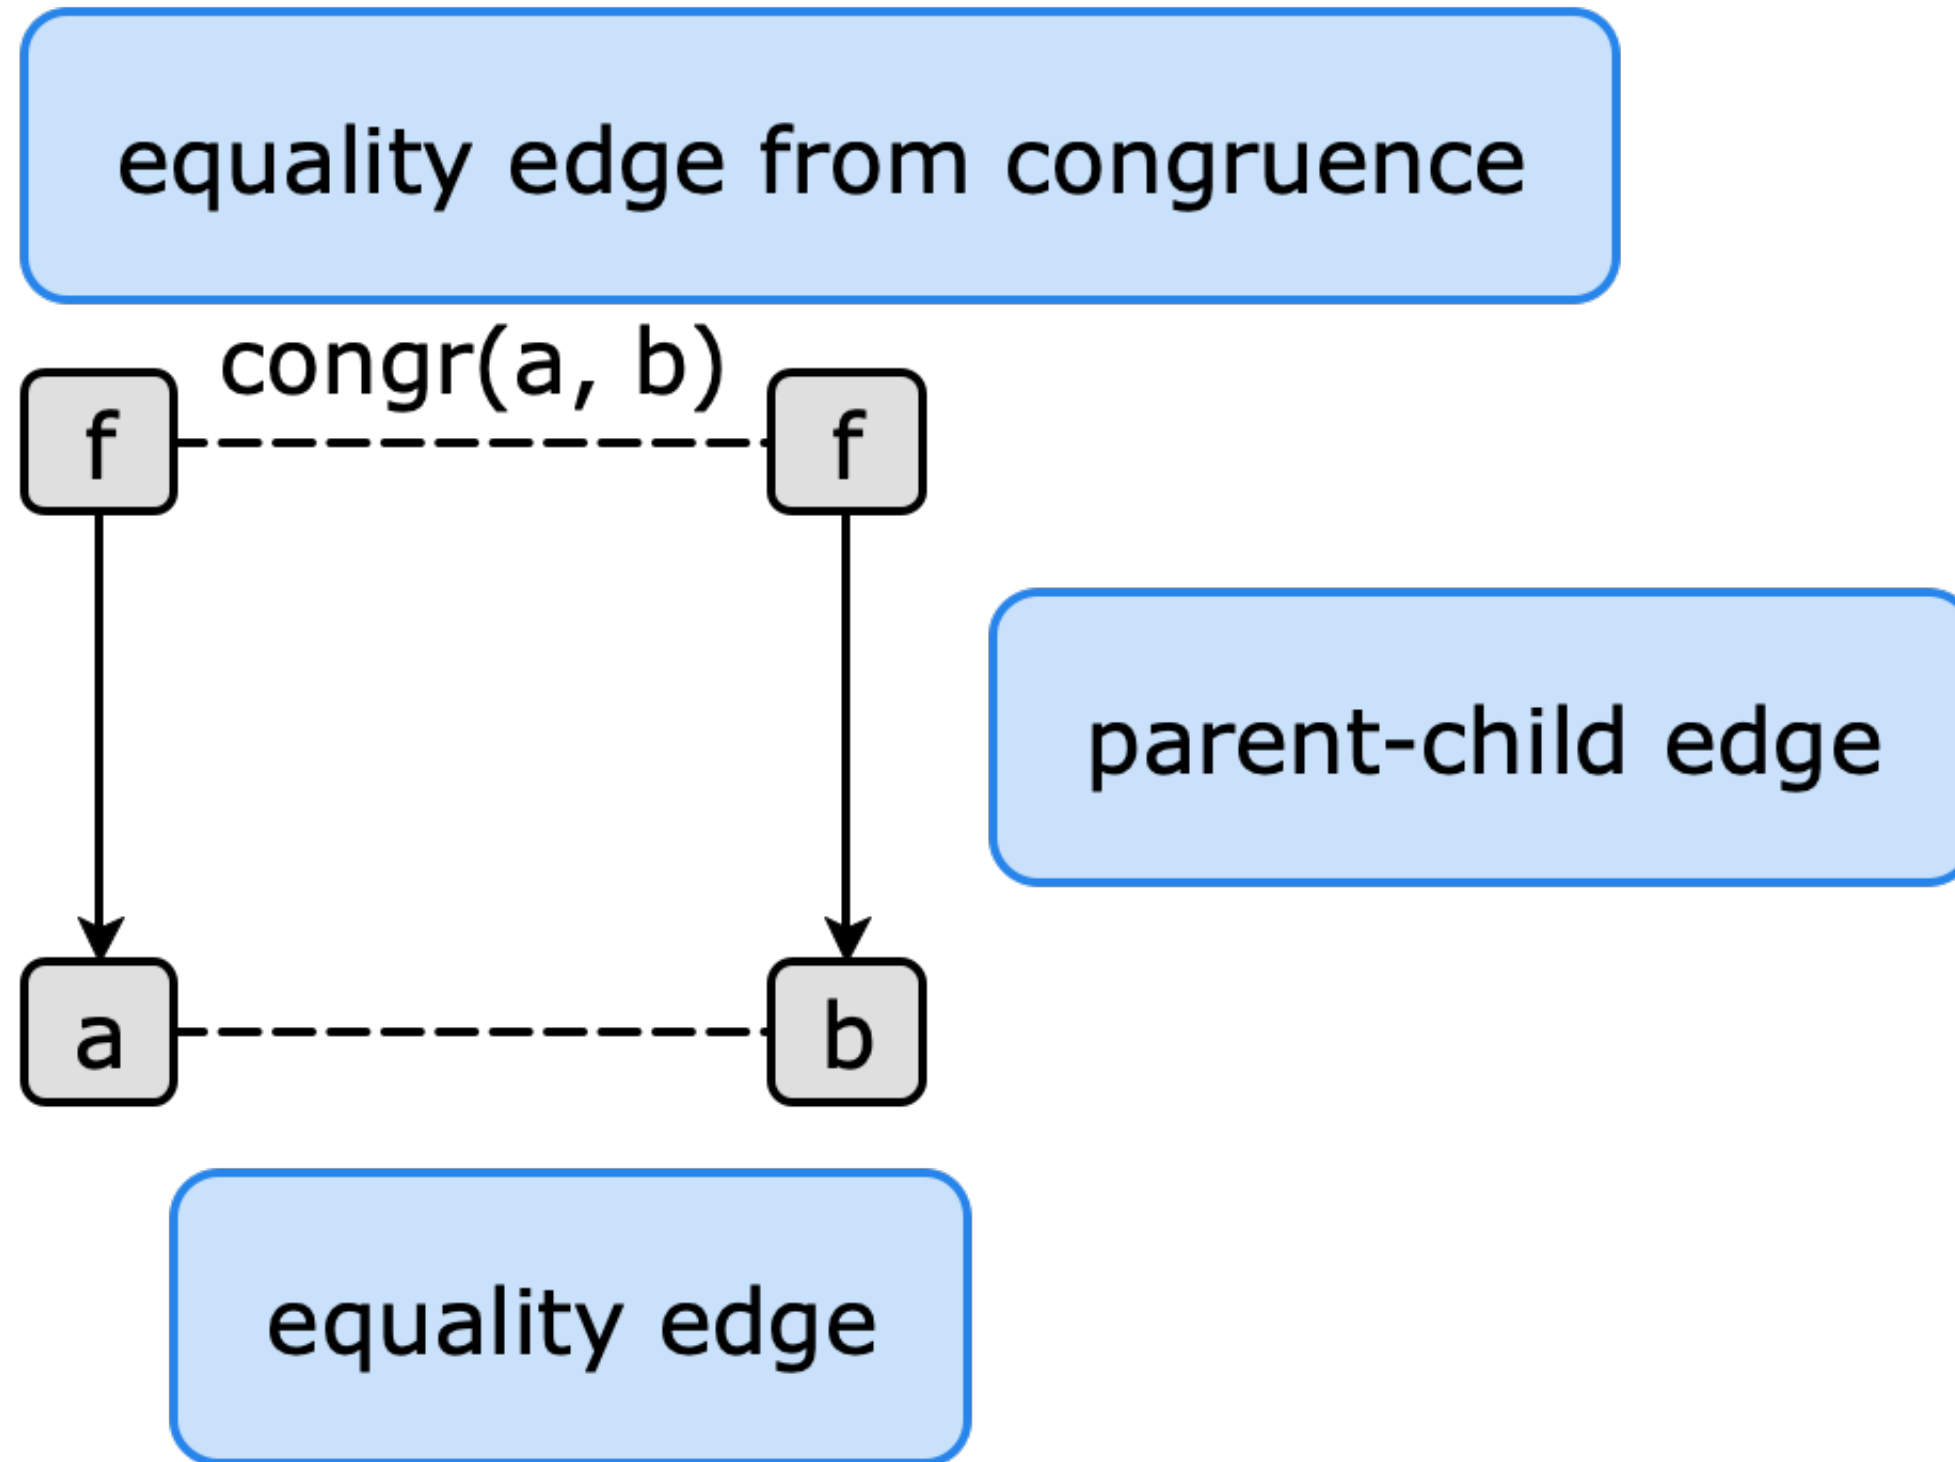 equality edge from congruence
congr(a, b)
f
f
parent-child edge
a
b
equality edge